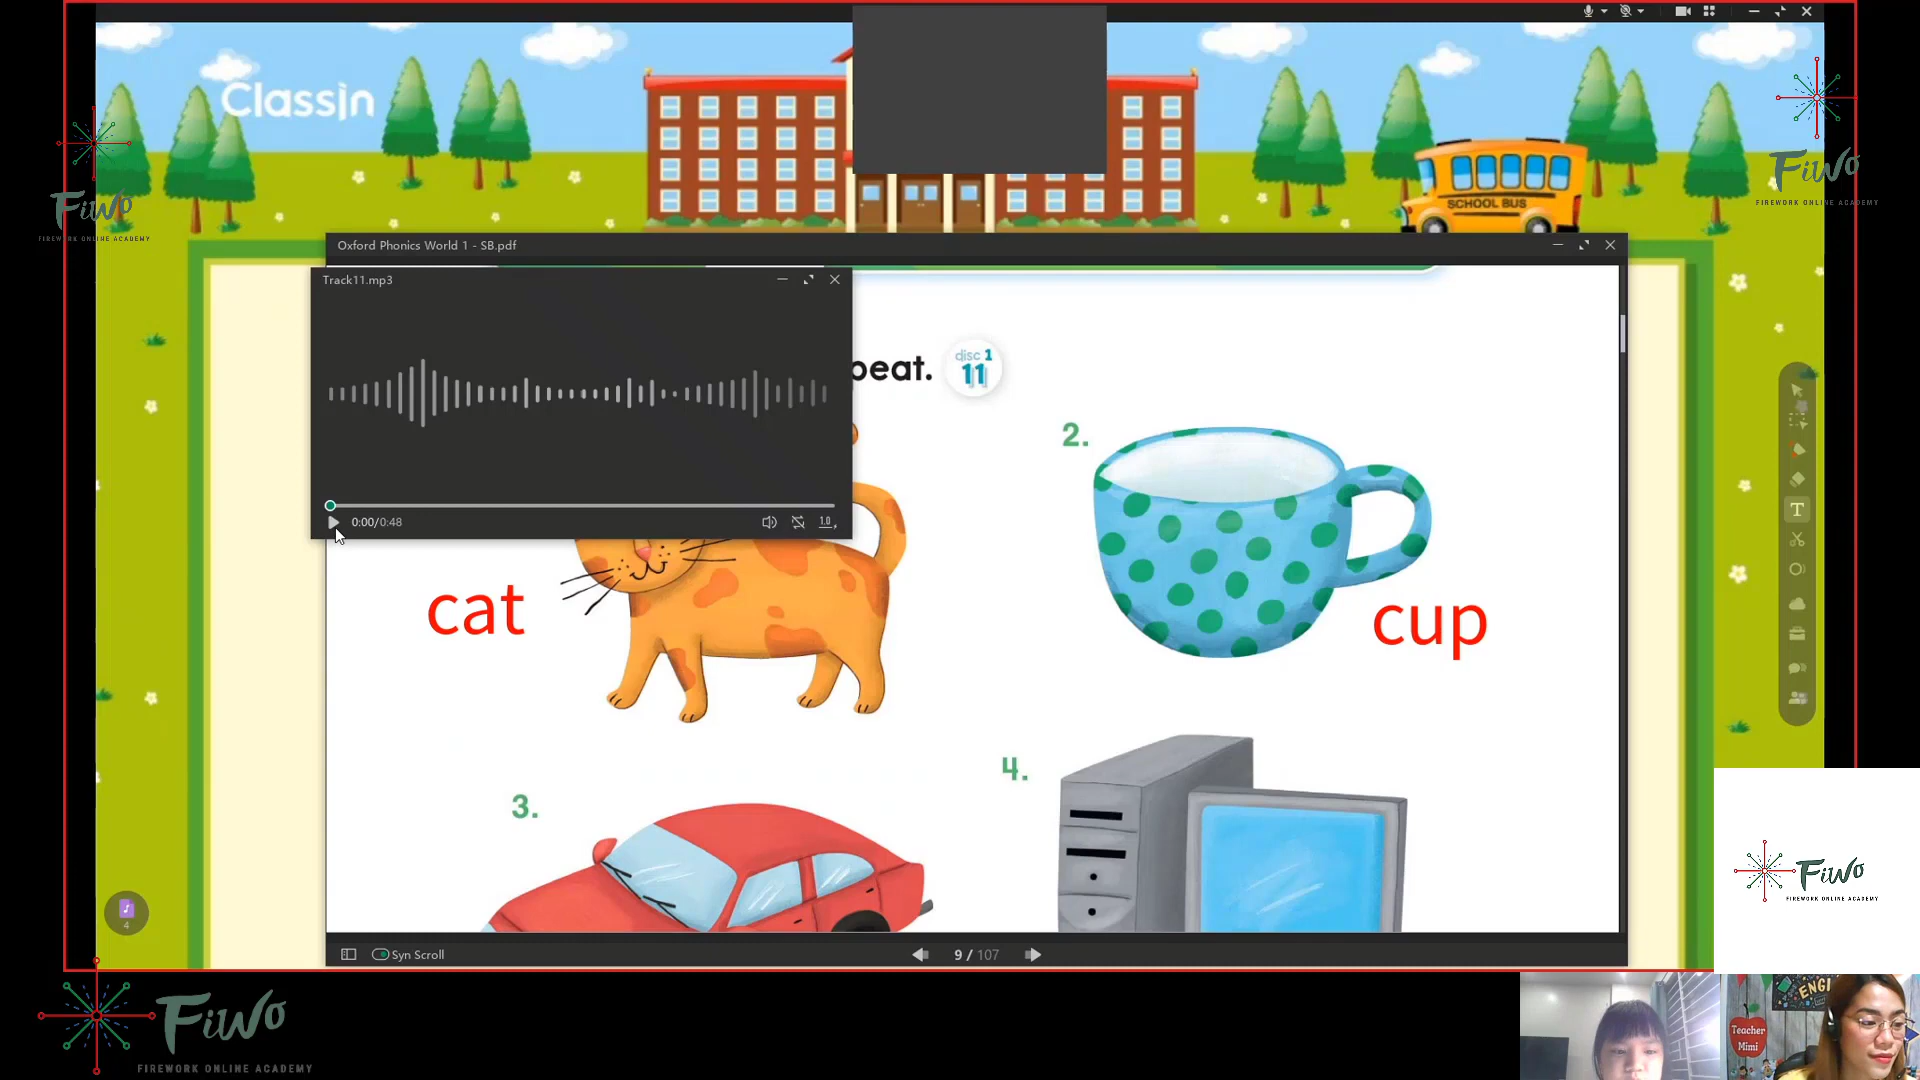 Classin
SCHOOL BUS
FiWo
FIREWORK ONLINE ACADEMY
FiWo
FIREWORK ONLINE ACADEMY
Oxford Phonics World 1 - SB.pdf
Track11.mp3
peat.
disc 1
11
2.
0:00/0:48
1.0
cat
cup
3.
4.
4
Syn Scroll
9 / 107
T
FiWo
FIREWORK ONLINE ACADEMY
FiWo
FIREWORK ONLINE ACADEMY
ENGL
Teacher
Mimi